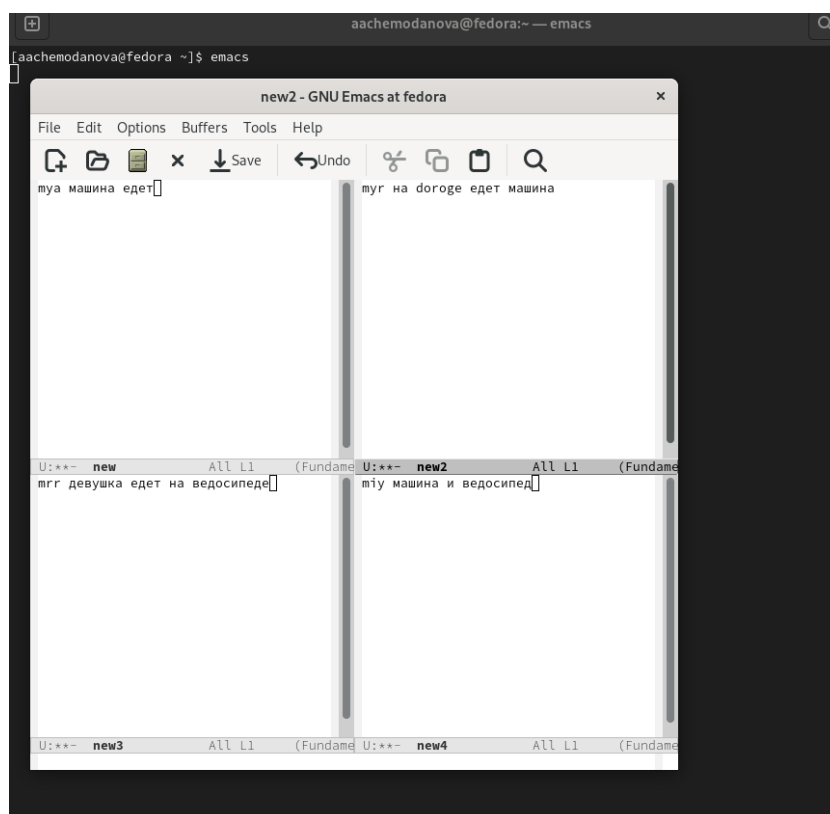 aachemodanova@fedora:~ — emacs
[aachemodanova@fedora ~]$ emacs
new2 - GNU Emacs at fedora
File Edit Options Buffers Tools Help
Save Undo
mya машина едет
myr на doroge едет машина
U:**- new All L1 (Fundame
U:**- new2 All L1 (Fundame
mrr девушка едет на ведосипеде
miy машина и ведосипед
U:**- new3 All L1 (Fundame
U:**- new4 All L1 (Fundame